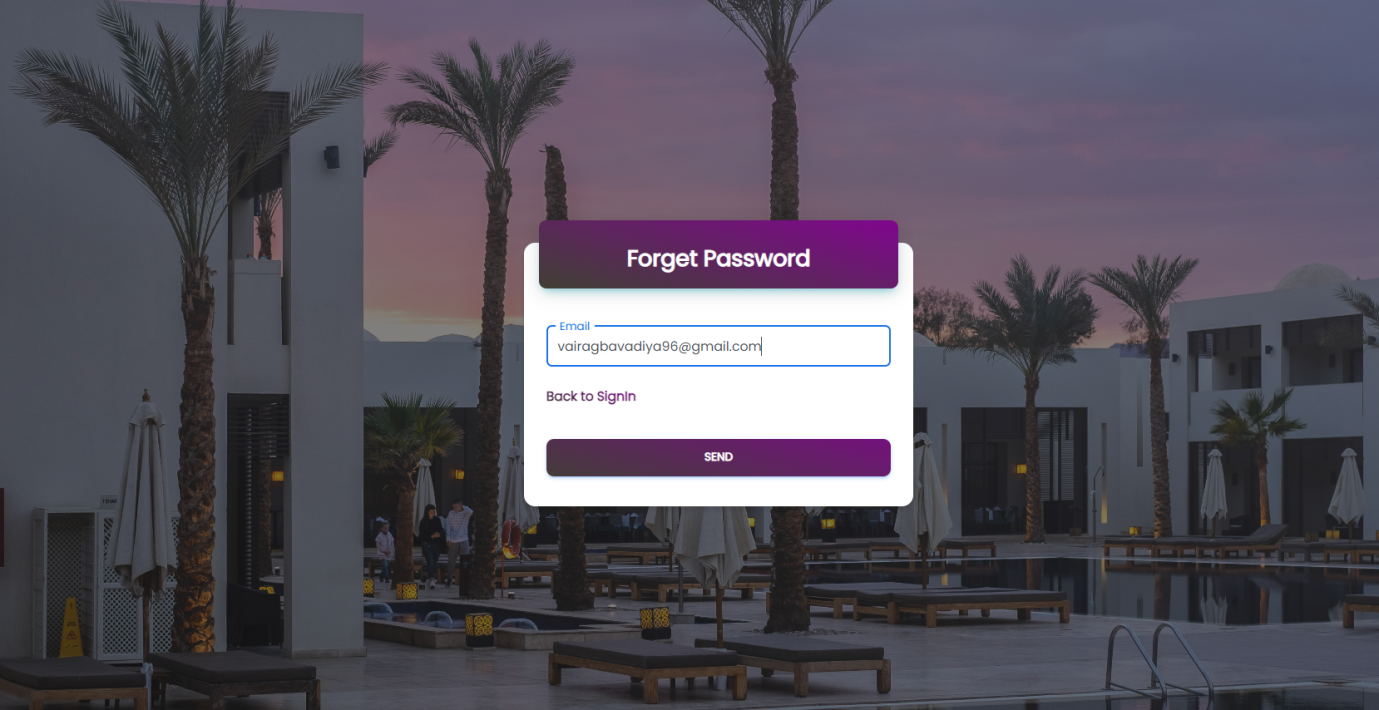 Forget Password
Email
vairagbavadiya96@gmail.com
Back to SignIn
SEND